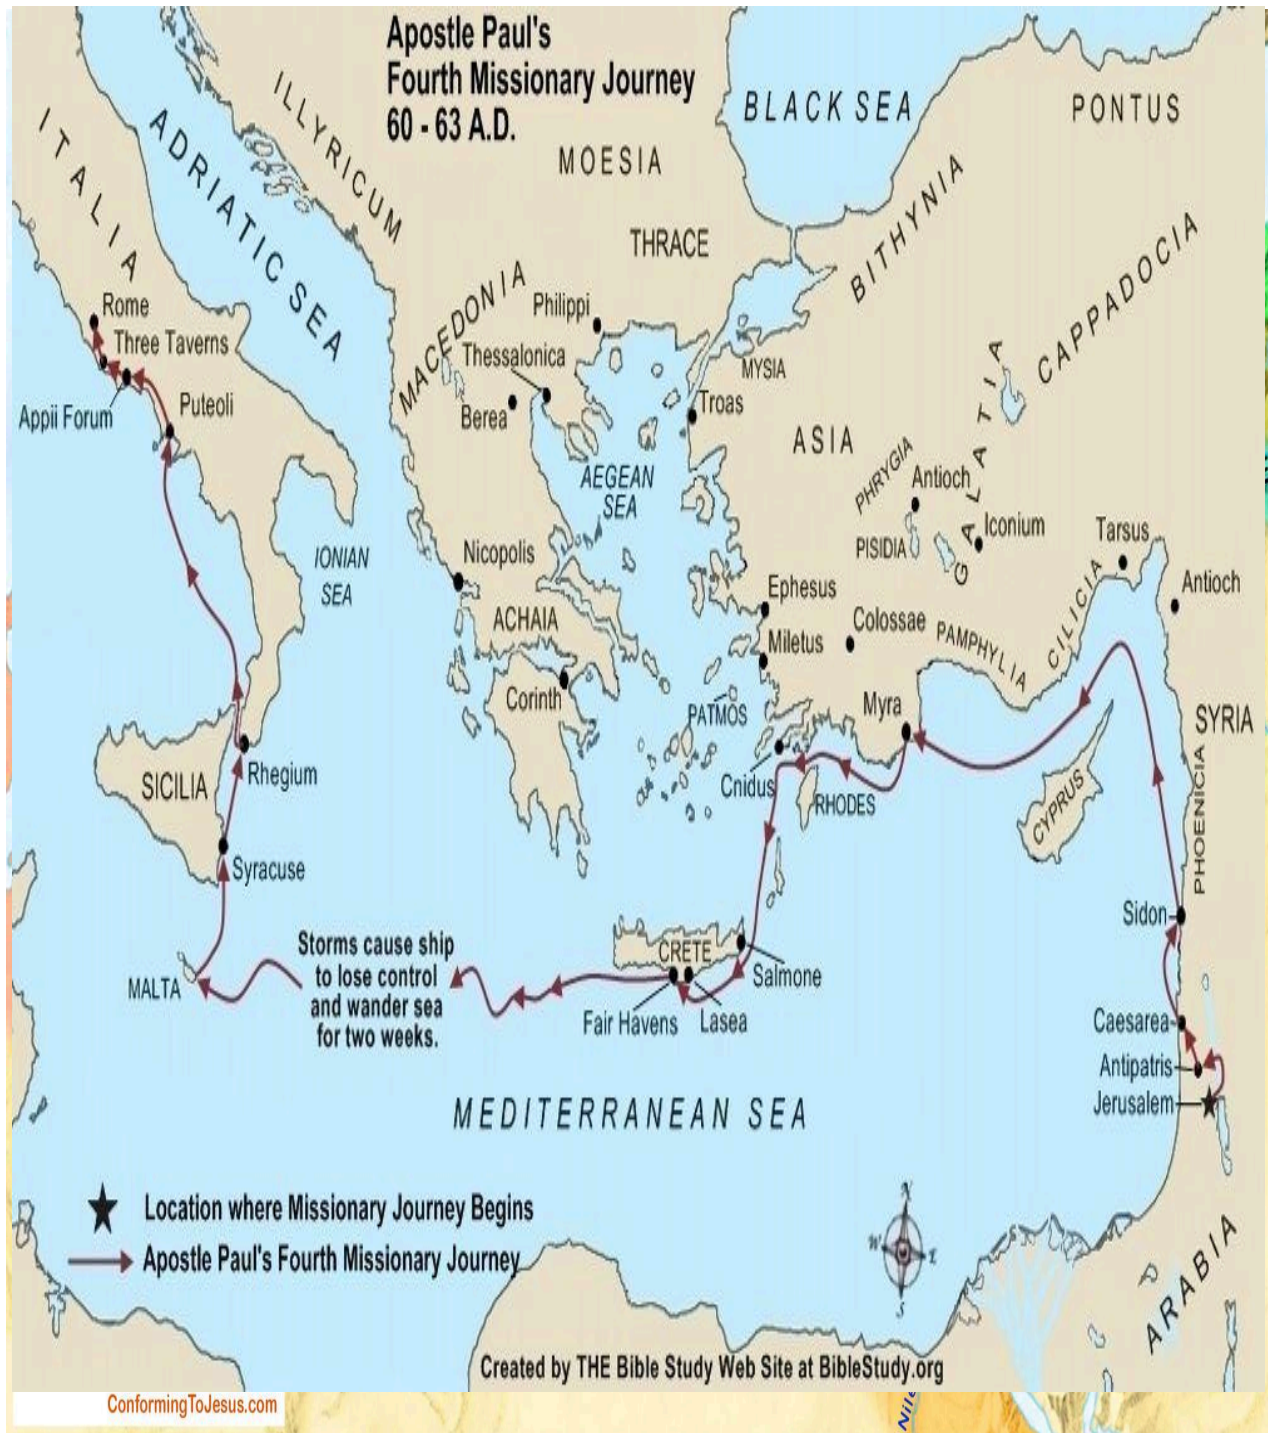 Apostle Paul's
Fourth Missionary Journey
60 - 63 A.D.
BLACK SEA
PONTUS
ITALIA
ADRIATIC SEA
ILLYRICUM
MOESIA
THRACE
BITHYNIA
CAPPADOCIA
MACEDONIA
Philippi
Thessalonica
Berea
MYSIA
Troas
ASIA
GALATIA
PHRYGIA
Antioch
PISIDIA
Iconium
Tarsus
CILICIA
Antioch
Rome
Three Taverns
Appii Forum
Puteoli
AEGEAN
SEA
IONIAN
SEA
Nicopolis
ACHAIA
Corinth
Ephesus
Miletus
Colossae
PAMPHYLIA
PATMOS
Myra
SYRIA
PHOENICIA
Cnidus
RHODES
CYPRUS
SICILIA
Rhegium
Syracuse
MALTA
Storms cause ship
to lose control
and wander sea
for two weeks.
CRETE
Salmone
Fair Havens
Lasea
Sidon
Caesarea
Antipatris
Jerusalem
MEDITERRANEAN SEA
Location where Missionary Journey Begins
Apostle Paul's Fourth Missionary Journey
N
W
E
S
ARABIA
Created by THE Bible Study Web Site at BibleStudy.org
ConformingToJesus.com
Nile